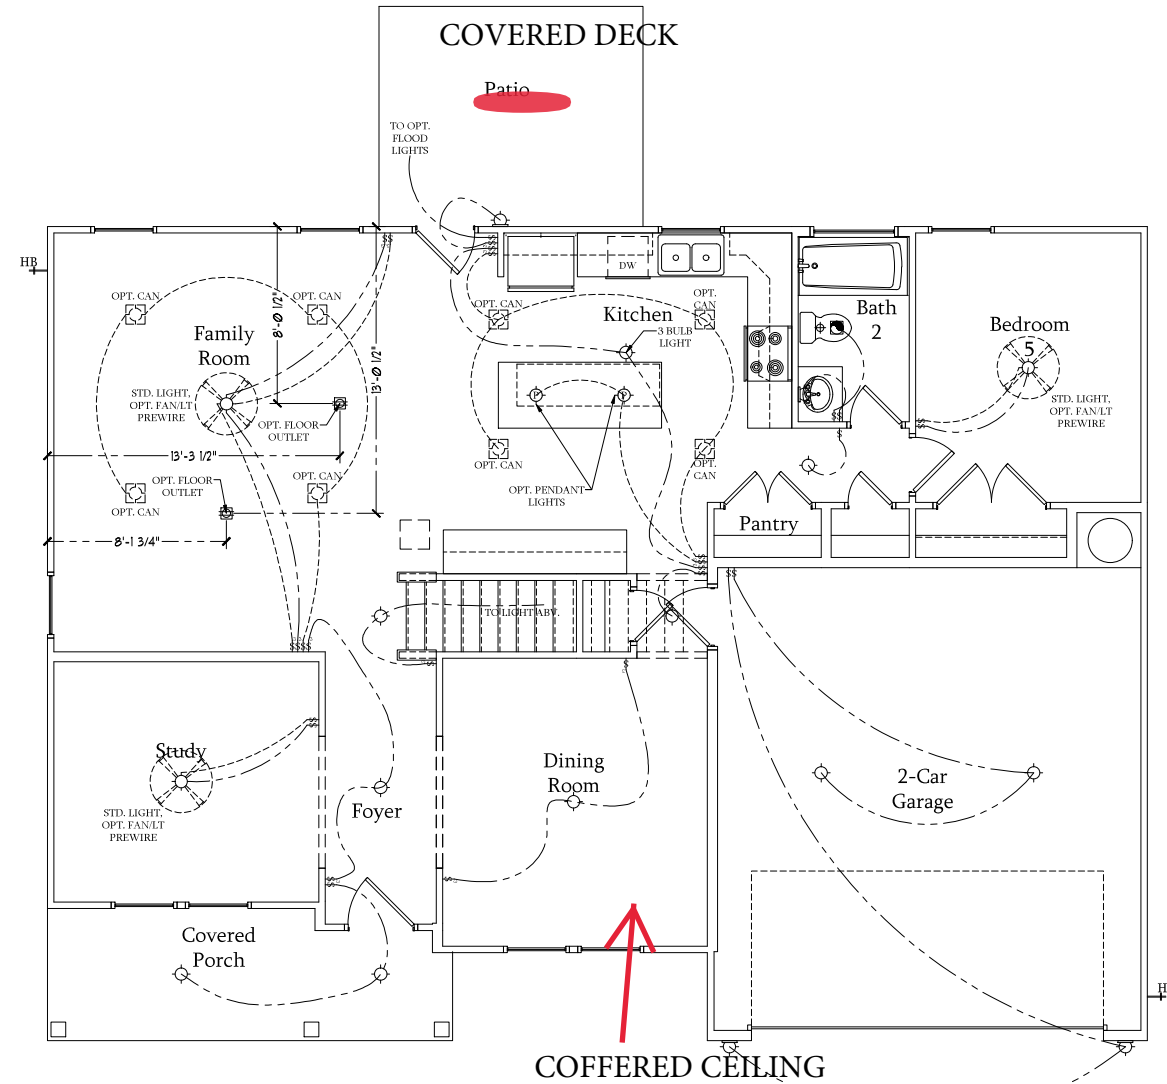 COVERED DECK
Patio
TO OPT.
FLOOD
LIGHTS
HB
OPT. CAN
OPT. CAN
8'-0 1/2"
Family
Room
13'-0 1/2"
STD. LIGHT,
OPT. FAN/LT
PREWIRE
OPT. FLOOR
OUTLET
13'-3 1/2"
OPT. FLOOR
OUTLET
OPT. CAN
OPT. CAN
8'-1 3/4"
DW
OPT. CAN
OPT.
CAN
Kitchen
3 BULB
LIGHT
OPT. CAN
OPT.
CAN
OPT. PENDANT
LIGHTS
Bath
2
Bedroom
5
STD. LIGHT,
OPT. FAN/LT
PREWIRE
Pantry
TO LIGHT ABV.
Study
STD. LIGHT,
OPT. FAN/LT
PREWIRE
Foyer
Dining
Room
2-Car
Garage
Covered
Porch
H
COFFERED CEILING